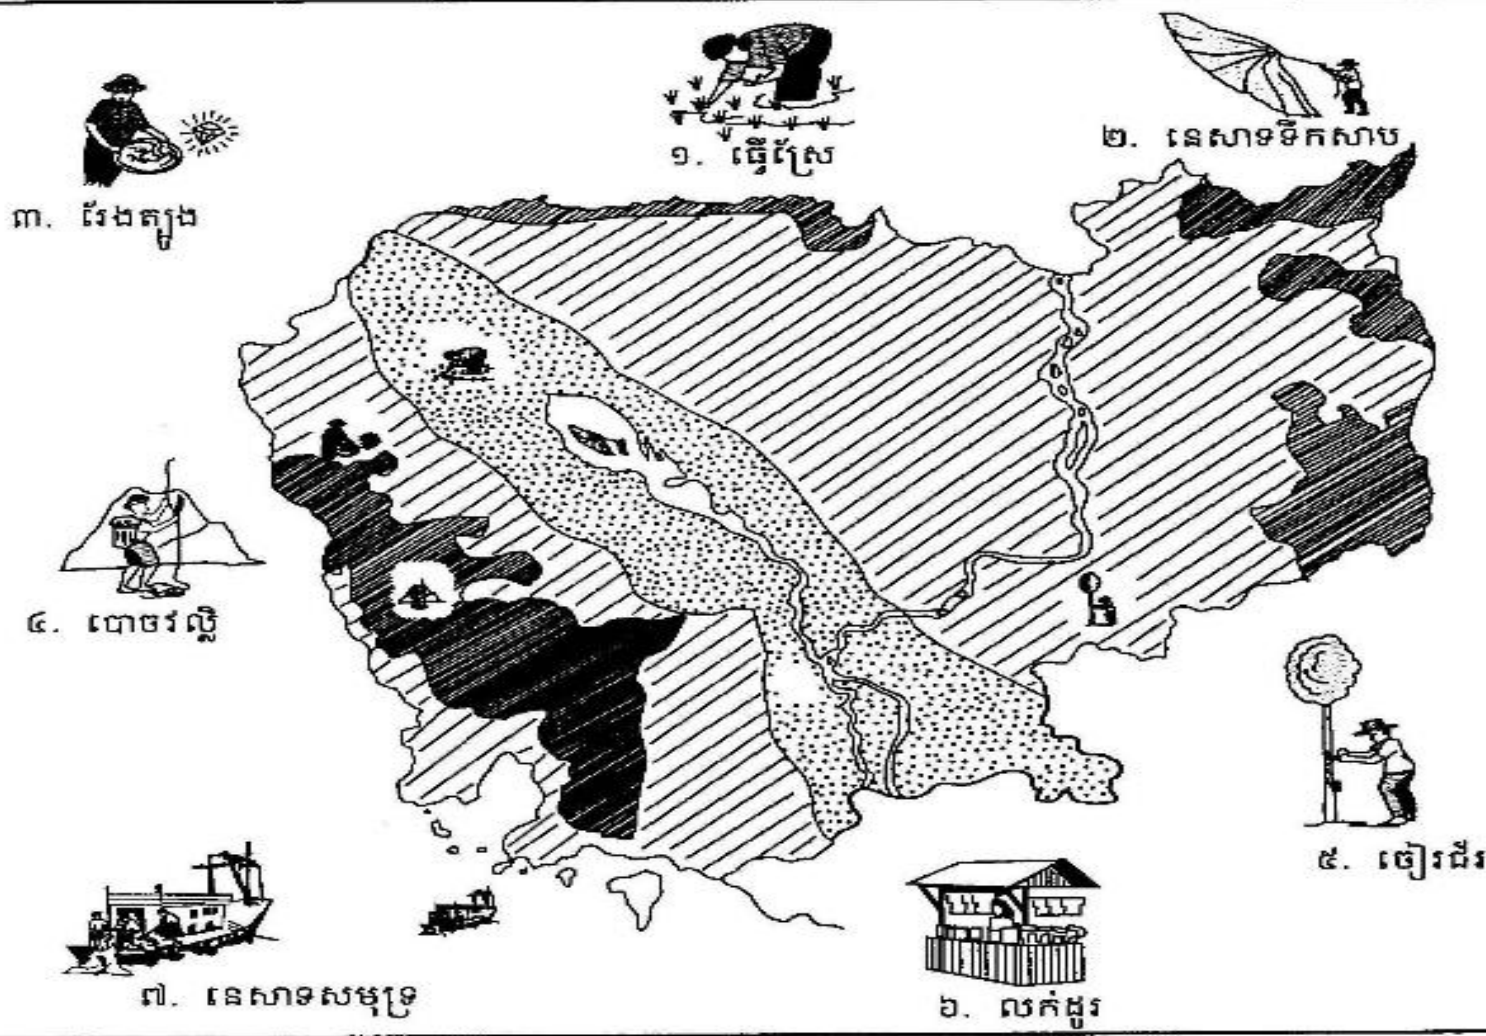 ១. ធ្វើស្រែ
២. នេសាទទឹកសាប
៣. រែងត្បូង
៤. បោចវល្លិ
៥. ចៀរជ័រ
៦. លក់ដូរ
៧. នេសាទសមុទ្រ